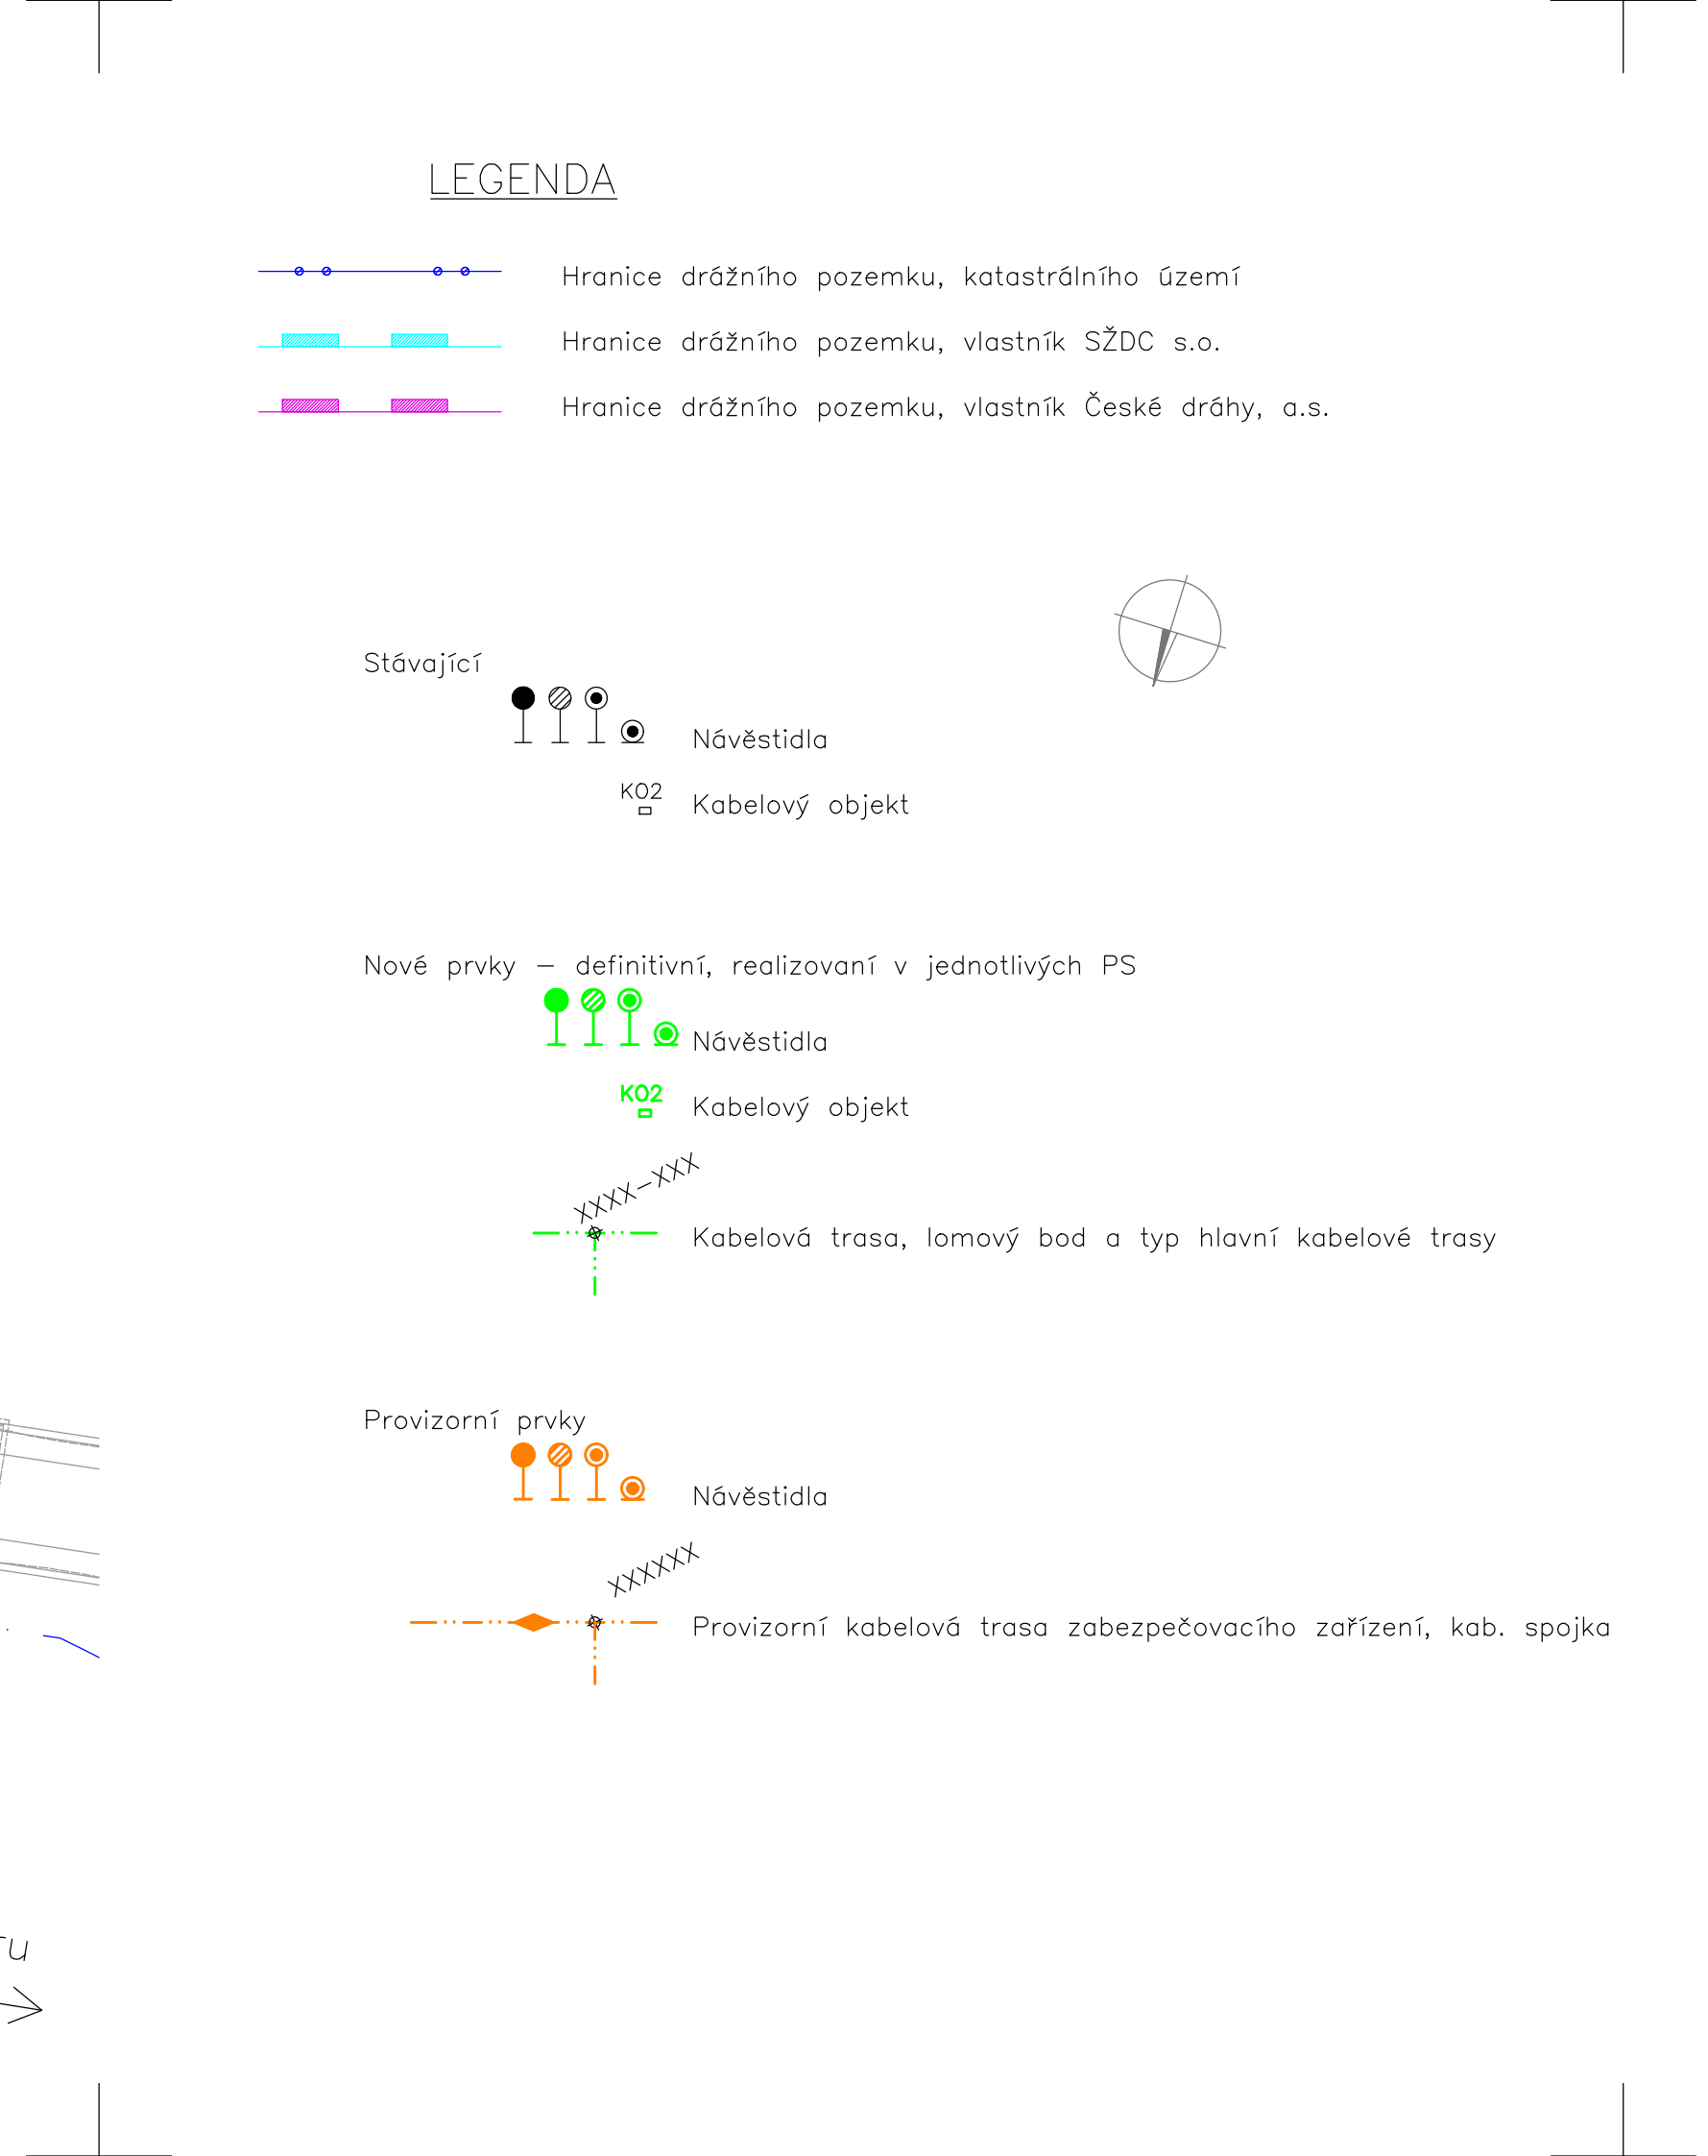 LEGENDA
Hranice drážního pozemku, katastrálního území
Hranice drážního pozemku, vlastník SŽDC s.o.
Hranice drážního pozemku, vlastník České dráhy, a.s.
Stávající
Návěstidla
K02
Kabelový objekt
Nové prvky – definitivní, realizovaní v jednotlivých PS
Návěstidla
K02
Kabelový objekt
XXXX-XXX
Kabelová trasa, lomový bod a typ hlavní kabelové trasy
Provizorní prvky
Návěstidla
XXXXXX
Provizorní kabelová trasa zabezpečovacího zařízení, kab. spojka